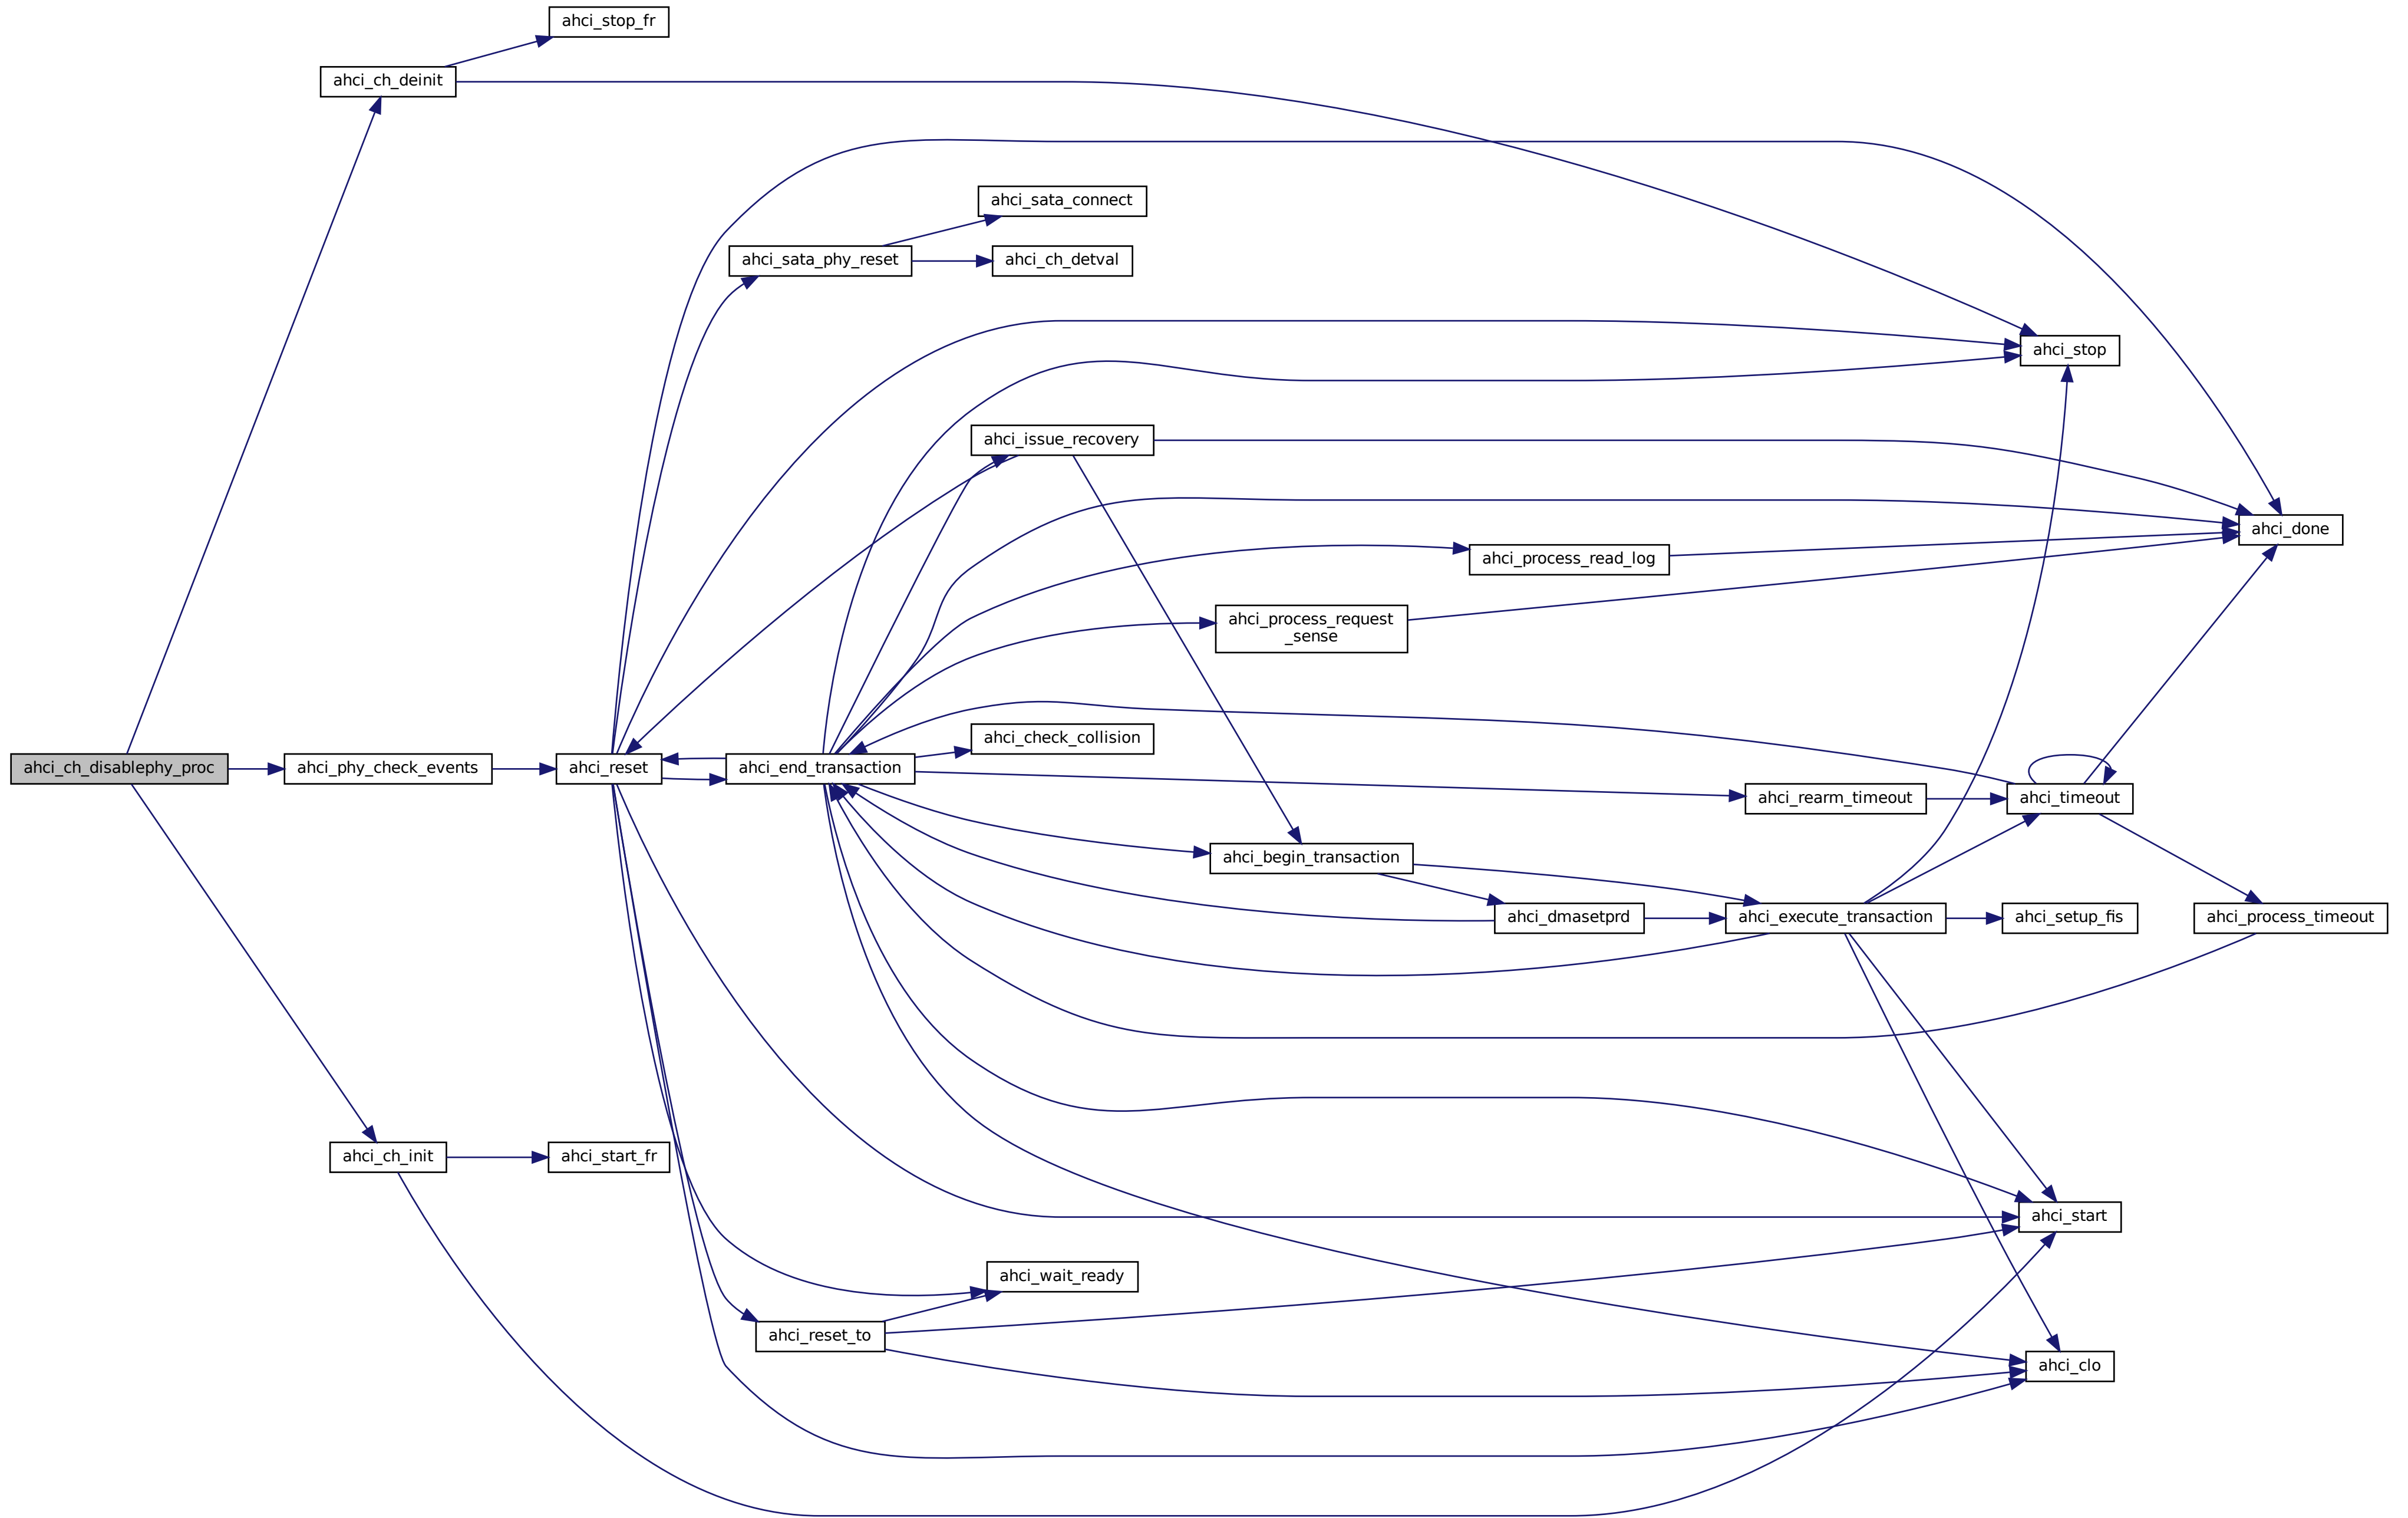 ahci_stop_fr
ahci_ch_deinit
ahci_sata_connect
ahci_sata_phy_reset
ahci_ch_detval
ahci_stop
ahci_issue_recovery
ahci_done
ahci_process_read_log
ahci_process_request
_sense
ahci_check_collision
ahci_ch_disablephy_proc
ahci_phy_check_events
ahci_reset
ahci_end_transaction
ahci_rearm_timeout
ahci_timeout
ahci_begin_transaction
ahci_dmasetprd
ahci_execute_transaction
ahci_setup_fis
ahci_process_timeout
ahci_ch_init
ahci_start_fr
ahci_start
ahci_wait_ready
ahci_reset_to
ahci_clo